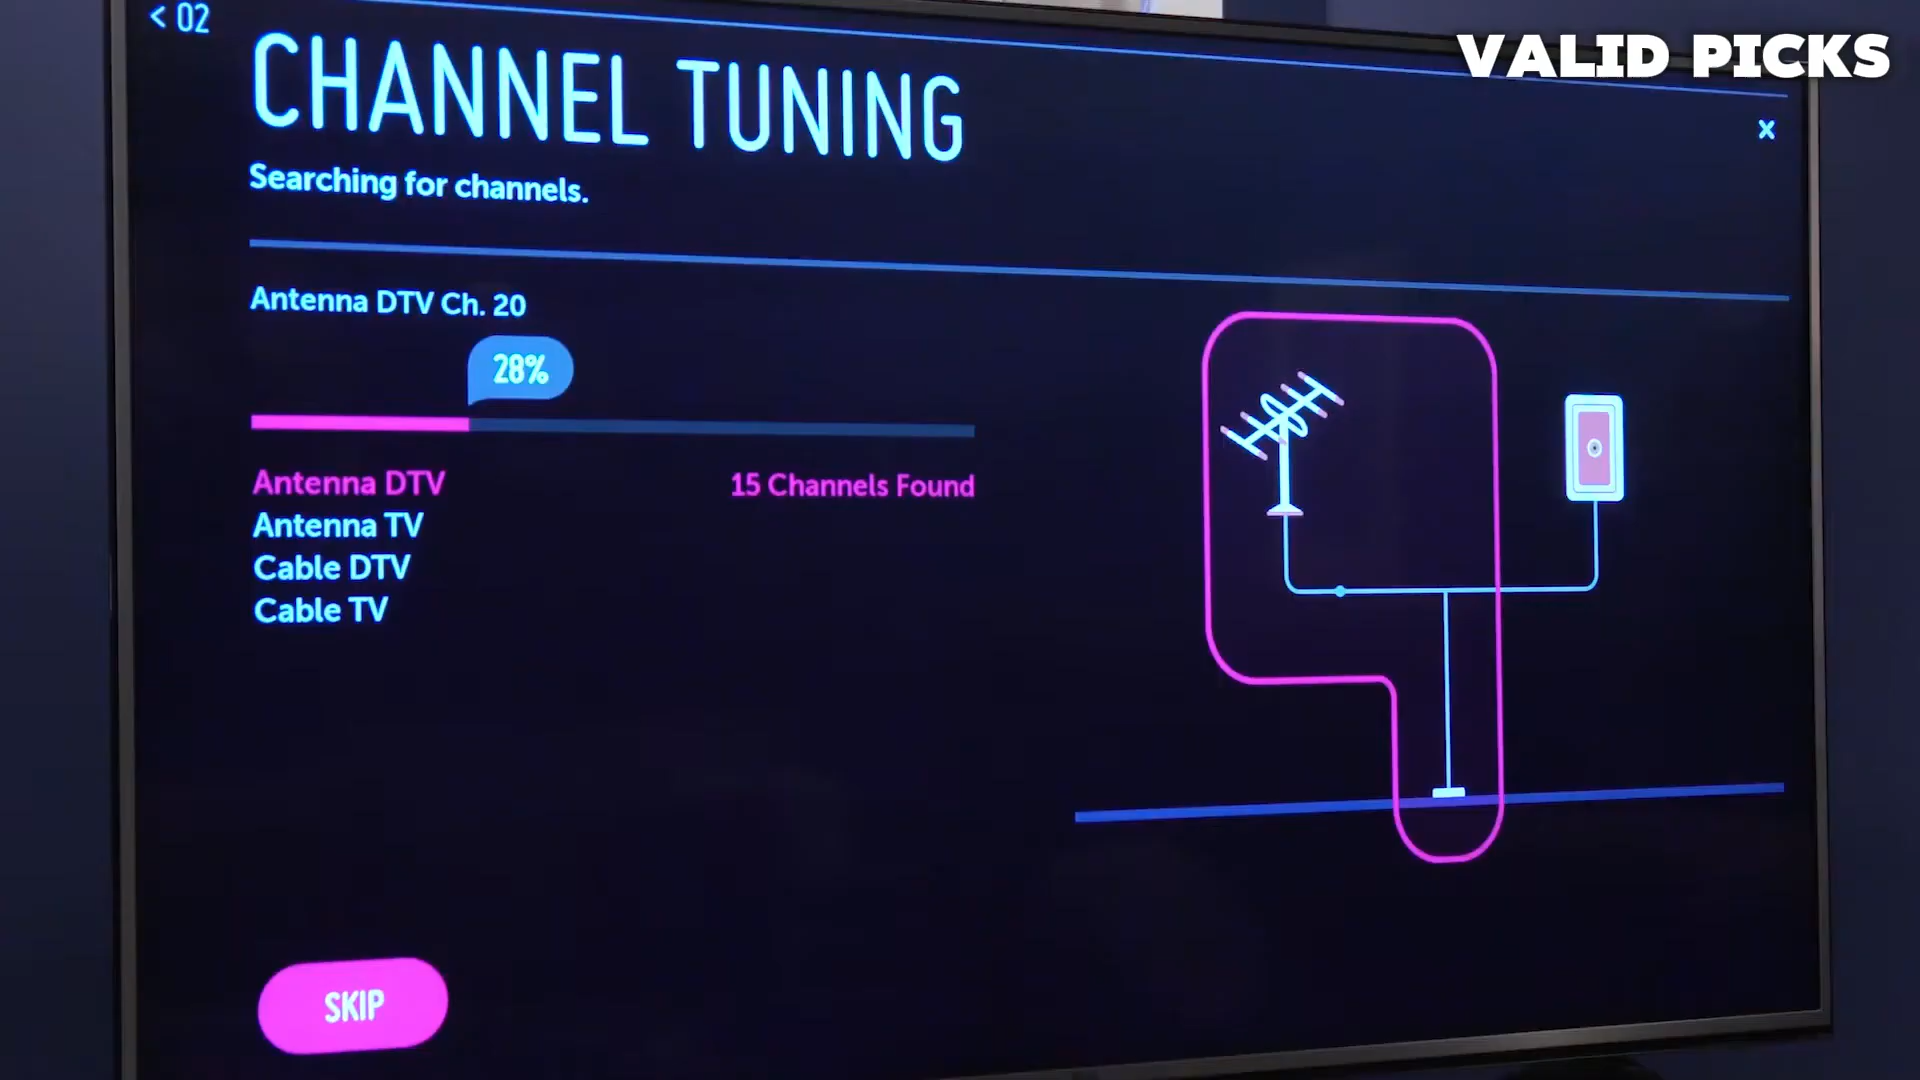 < 02
VALID PICKS
CHANNEL TUNING
x
Searching for channels.
Antenna DTV Ch. 20
28%
Antenna DTV 15 Channels Found
Antenna TV
Cable DTV
Cable TV
SKIP